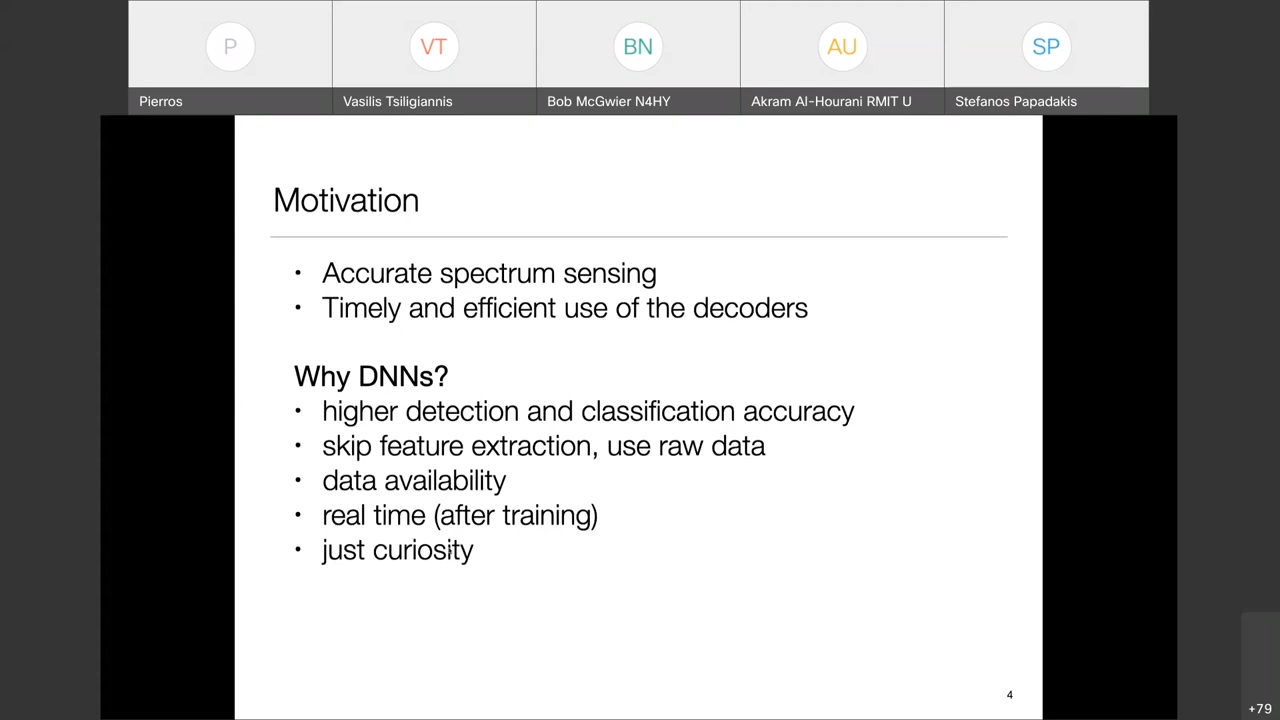 P
VT
BN
AU
SP
Pierros
Vasilis Tsiligiannis
Bob McGwier N4HY
Akram Al-Hourani RMIT U
Stefanos Papadakis
Motivation
• Accurate spectrum sensing
• Timely and efficient use of the decoders
Why DNNs?
• higher detection and classification accuracy
• skip feature extraction, use raw data
• data availability
• real time (after training)
• just curiosity
4
+79